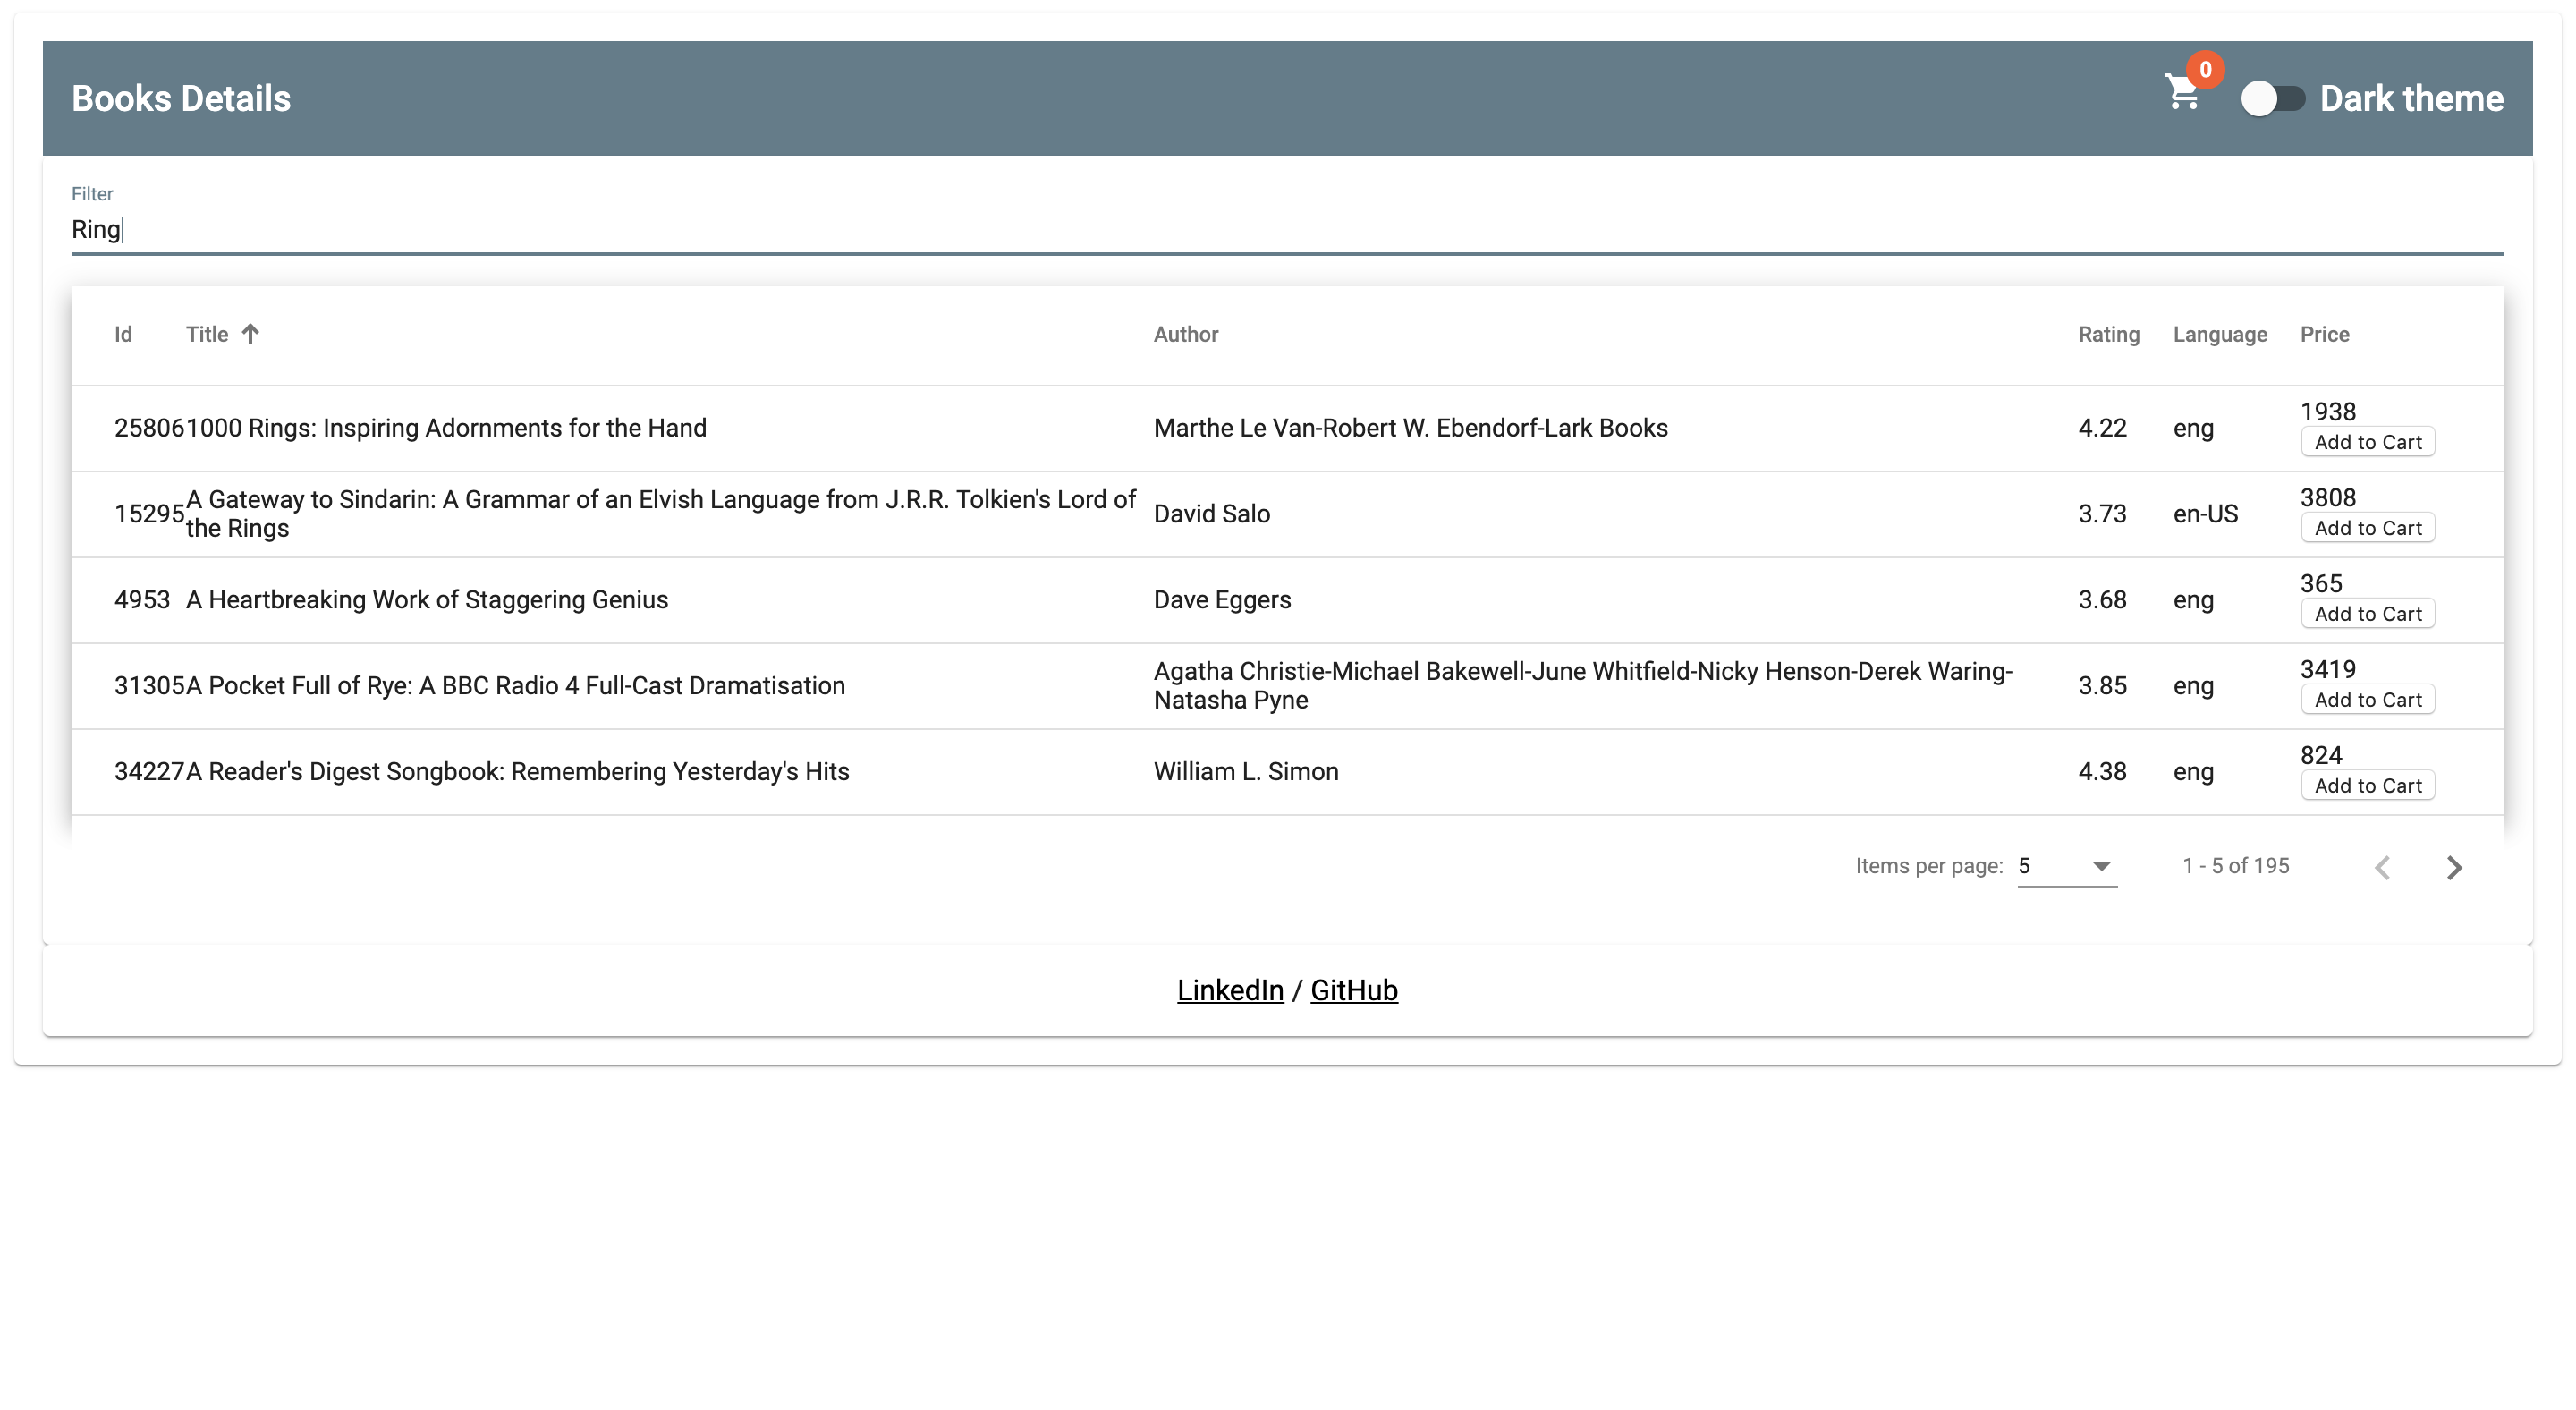 Books Details
0
Dark theme
Filter
Ring
Id Title Author Rating Language Price
25806 1000 Rings: Inspiring Adornments for the Hand Marthe Le Van-Robert W. Ebendorf-Lark Books 4.22 eng 1938
Add to Cart
15295 A Gateway to Sindarin: A Grammar of an Elvish Language from J.R.R. Tolkien's Lord of
the Rings David Salo 3.73 en-US 3808
Add to Cart
4953 A Heartbreaking Work of Staggering Genius Dave Eggers 3.68 eng 365
Add to Cart
31305 A Pocket Full of Rye: A BBC Radio 4 Full-Cast Dramatisation Agatha Christie-Michael Bakewell-June Whitfield-Nicky Henson-Derek Waring-
Natasha Pyne 3.85 eng 3419
Add to Cart
34227 A Reader's Digest Songbook: Remembering Yesterday's Hits William L. Simon 4.38 eng 824
Add to Cart
Items per page: 5 1 - 5 of 195
LinkedIn / GitHub